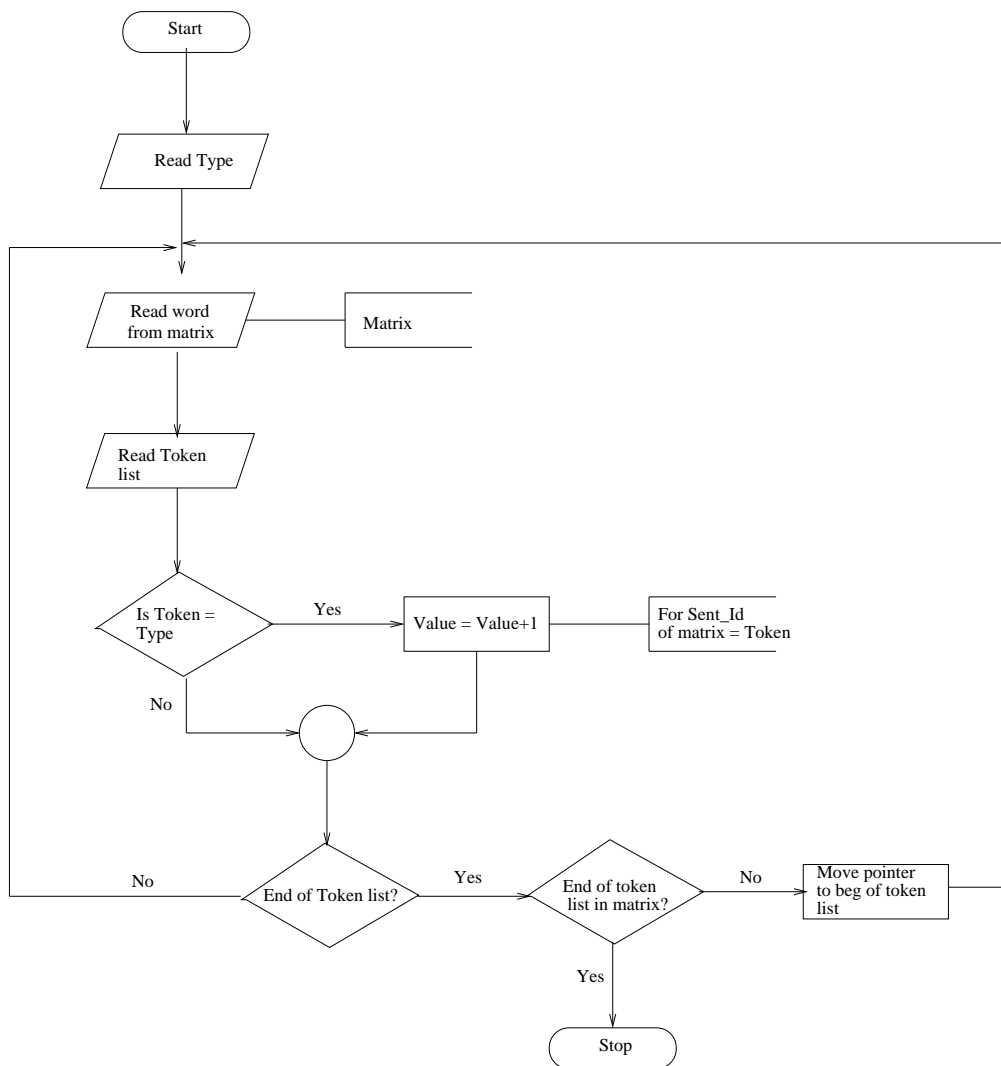 Start
Read Type
Read word
from matrix
Matrix
Read Token
list
Is Token =
Type
Yes
Value = Value+1
For Sent_Id
of matrix = Token
No
No
End of Token list?
Yes
End of token
list in matrix?
No
Move pointer
to beg of token
list
Yes
Stop